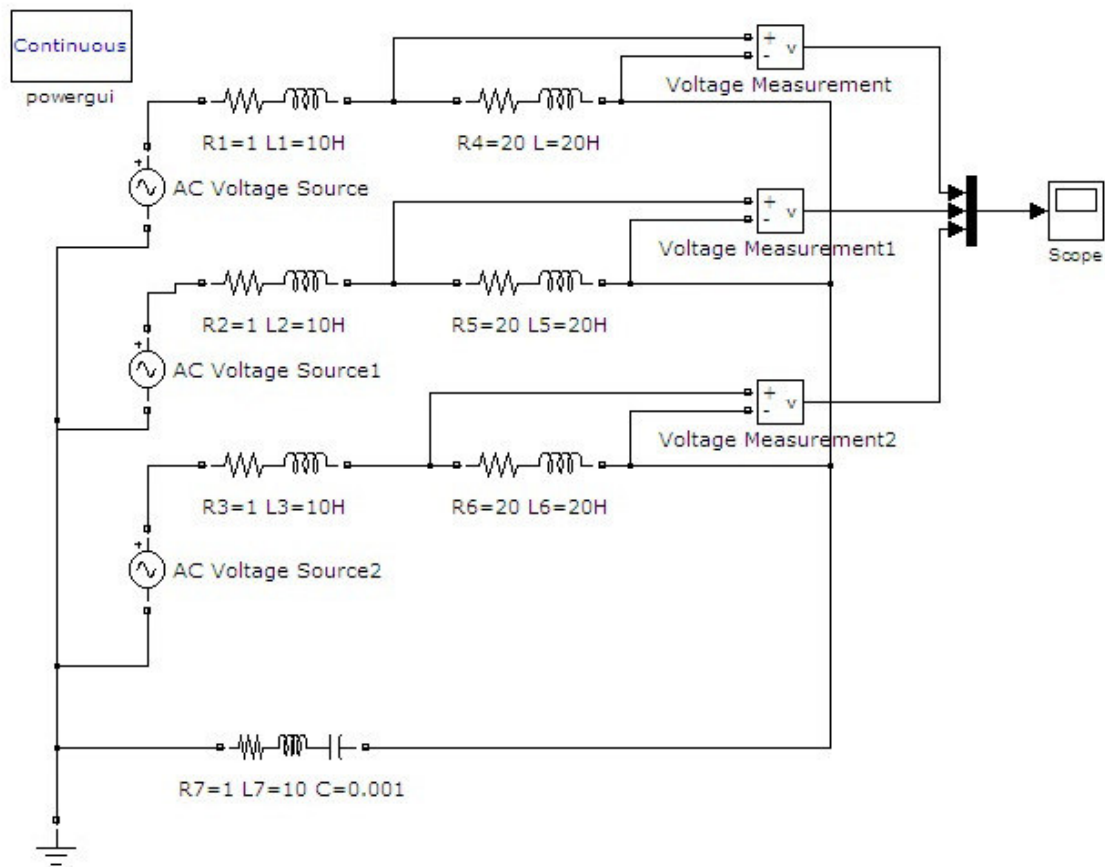 Continuous
powergui
+
-
v
Voltage Measurement
R1=1 L1=10H
R4=20 L=20H
+
AC Voltage Source
+
-
v
Voltage Measurement1
Scope
R2=1 L2=10H
R5=20 L5=20H
+
AC Voltage Source1
+
-
v
Voltage Measurement2
R3=1 L3=10H
R6=20 L6=20H
+
AC Voltage Source2
R7=1 L7=10 C=0.001